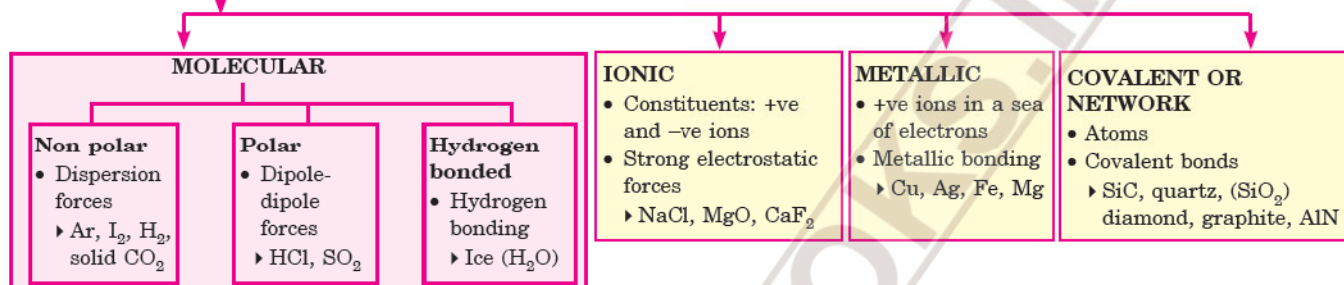 MOLECULAR
Non polar
• Dispersion
forces
▸ Ar, I₂, H₂,
solid CO₂
Polar
• Dipole-
dipole
forces
▸ HCl, SO₂
Hydrogen
bonded
• Hydrogen
bonding
▸ Ice (H₂O)
IONIC
• Constituents: +ve
and –ve ions
• Strong electrostatic
forces
▸ NaCl, MgO, CaF₂
METALLIC
• +ve ions in a sea
of electrons
• Metallic bonding
▸ Cu, Ag, Fe, Mg
COVALENT OR
NETWORK
• Atoms
• Covalent bonds
▸ SiC, quartz, (SiO₂)
diamond, graphite, AlN
OKS.I